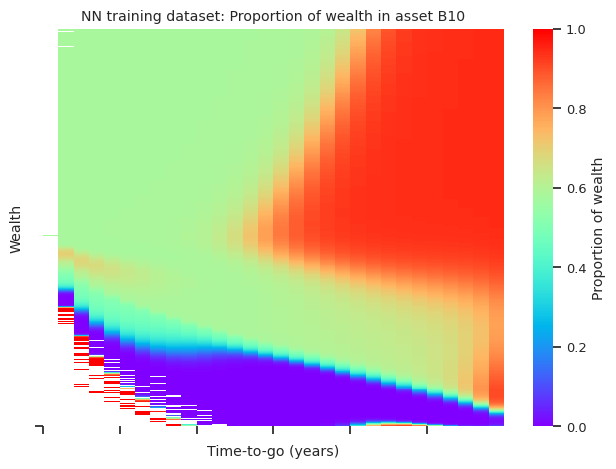 NN training dataset: Proportion of wealth in asset B10
Wealth
Time-to-go (years)
1.0
0.8
0.6
0.4
0.2
0.0
Proportion of wealth